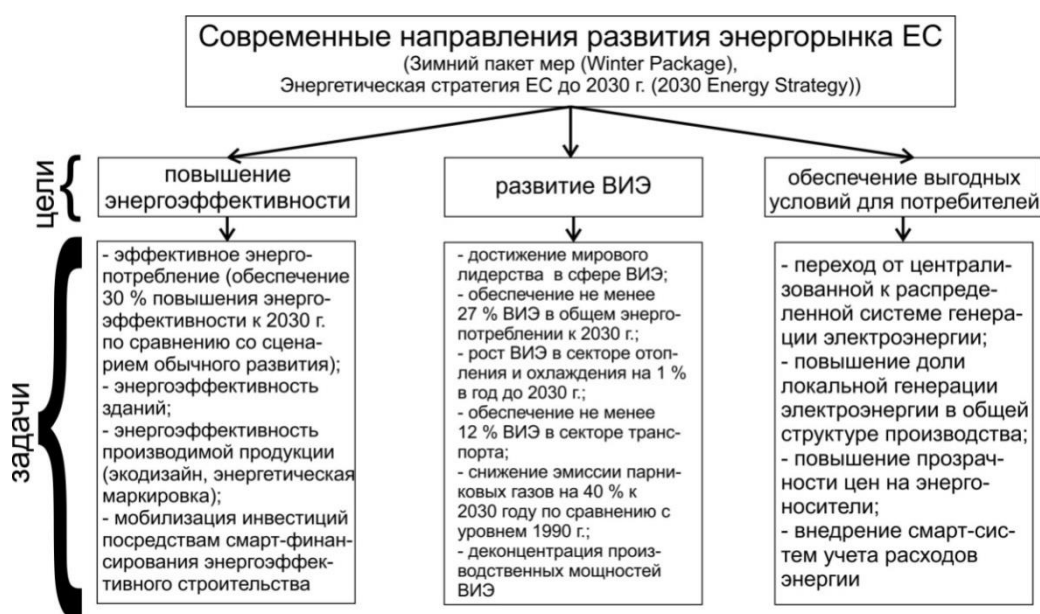 Современные направления развития энергорынка ЕС
(Зимний пакет мер (Winter Package),
Энергетическая стратегия ЕС до 2030 г. (2030 Energy Strategy))
цели
повышение
энергоэффективности
развитие ВИЭ
обеспечение выгодных
условий для потребителей
задачи
- эффективное энерго-
потребление (обеспечение
30 % повышения энерго-
эффективности к 2030 г.
по сравнению со сцена-
рием обычного развития);
- энергоэффективность
зданий;
- энергоэффективность
производимой продукции
(экодизайн, энергетическая
маркировка);
- мобилизация инвестиций
посредствам смарт-финан-
сирования энергоэффек-
тивного строительства
- достижение мирового
лидерства в сфере ВИЭ;
- обеспечение не менее
27 % ВИЭ в общем энерго-
потреблении к 2030 г.;
- рост ВИЭ в секторе отоп-
ления и охлаждения на 1 %
в год до 2030 г.;
- обеспечение не менее
12 % ВИЭ в секторе транс-
порта;
- снижение эмиссии парни-
ковых газов на 40 % к
2030 году по сравнению с
уровнем 1990 г.;
- деконцентрация произ-
водственных мощностей
ВИЭ
- переход от централи-
зованной к распреде-
ленной системе генера-
ции электроэнергии;
- повышение доли
локальной генерации
электроэнергии в общей
структуре производства;
- повышение прозрач-
ности цен на энерго-
носители;
- внедрение смарт-сис-
тем учета расходов
энергии